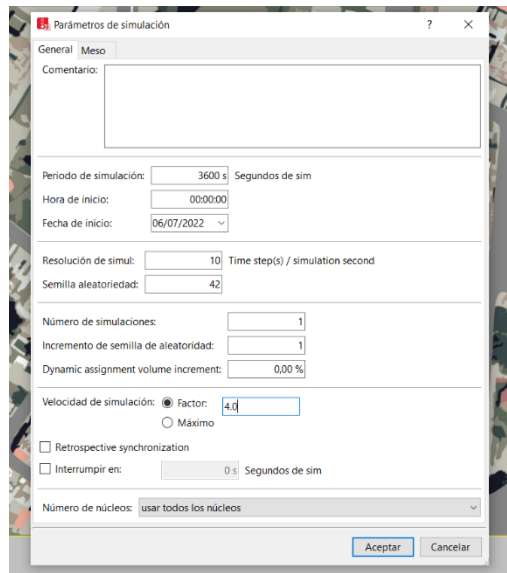 Parámetros de simulación ? ×
General Meso
Comentario:
Periodo de simulación: 3600 s Segundos de sim
Hora de inicio: 00:00:00
Fecha de inicio: 06/07/2022
Resolución de simul: 10 Time step(s) / simulation second
Semilla aleatoriedad: 42
Número de simulaciones: 1
Incremento de semilla de aleatoridad: 1
Dynamic assignment volume increment: 0,00 %
Velocidad de simulación: Factor: 4.0
Máximo
Retrospective synchronization
Interrumpir en: 0 s Segundos de sim
Número de núcleos: usar todos los núcleos
Aceptar Cancelar